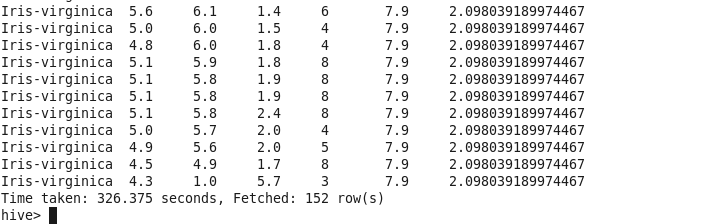 Iris-virginica  5.6     6.1     1.4     6       7.9     2.098039189974467
Iris-virginica  5.0     6.0     1.5     4       7.9     2.098039189974467
Iris-virginica  4.8     6.0     1.8     4       7.9     2.098039189974467
Iris-virginica  5.1     5.9     1.8     8       7.9     2.098039189974467
Iris-virginica  5.1     5.8     1.9     8       7.9     2.098039189974467
Iris-virginica  5.1     5.8     1.9     8       7.9     2.098039189974467
Iris-virginica  5.1     5.8     2.4     8       7.9     2.098039189974467
Iris-virginica  5.0     5.7     2.0     4       7.9     2.098039189974467
Iris-virginica  4.9     5.6     2.0     5       7.9     2.098039189974467
Iris-virginica  4.5     4.9     1.7     8       7.9     2.098039189974467
Iris-virginica  4.3     1.0     5.7     3       7.9     2.098039189974467
Time taken: 326.375 seconds, Fetched: 152 row(s)
hive>